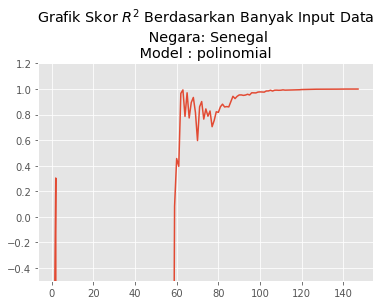 Grafik Skor R² Berdasarkan Banyak Input Data
Negara: Senegal
Model : polinomial
1.2
1.0
0.8
0.6
0.4
0.2
0.0
−0.2
−0.4
0 20 40 60 80 100 120 140